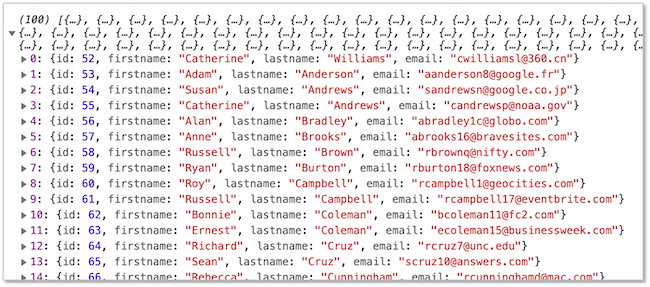 (100) [{…}, {…}, {…}, {…}, {…}, {…}, {…}, {…}, {…}, {…}, {…}, {…}, {…}, {…}, {…}, {…}, {…},
{…}, {…}, {…}, {…}, {…}, {…}, {…}, {…}, {…}, {…}, {…}, {…}, {…}, {…}, {…}, {…}, {…}, {…},
{…}, {…}, {…}, {…}, {…}, {…}, {…}, {…}, {…}, {…}, {…}, {…}, {…}, {…}, {…}, {…}, {…}, {…},
0: {id: 52, firstname: "Catherine", lastname: "Williams", email: "cwilliamsl@360.cn"}
1: {id: 53, firstname: "Adam", lastname: "Anderson", email: "aanderson8@google.fr"}
2: {id: 54, firstname: "Susan", lastname: "Andrews", email: "sandrewsn@google.co.jp"}
3: {id: 55, firstname: "Catherine", lastname: "Andrews", email: "candrewsp@noaa.gov"}
4: {id: 56, firstname: "Alan", lastname: "Bradley", email: "abradley1c@globo.com"}
5: {id: 57, firstname: "Anne", lastname: "Brooks", email: "abrooks16@bravesites.com"}
6: {id: 58, firstname: "Russell", lastname: "Brown", email: "rbrownq@nifty.com"}
7: {id: 59, firstname: "Ryan", lastname: "Burton", email: "rburton18@foxnews.com"}
8: {id: 60, firstname: "Roy", lastname: "Campbell", email: "rcampbell1@geocities.com"}
9: {id: 61, firstname: "Russell", lastname: "Campbell", email: "rcampbell17@eventbrite.com"}
10: {id: 62, firstname: "Bonnie", lastname: "Coleman", email: "bcoleman11@fc2.com"}
11: {id: 63, firstname: "Ernest", lastname: "Coleman", email: "ecoleman15@businessweek.com"}
12: {id: 64, firstname: "Richard", lastname: "Cruz", email: "rcruz7@unc.edu"}
13: {id: 65, firstname: "Sean", lastname: "Cruz", email: "scruz10@answers.com"}
14: {id: 66, firstname: "Rebecca", lastname: "Cunningham", email: "rcunninghamd@mac.com"}